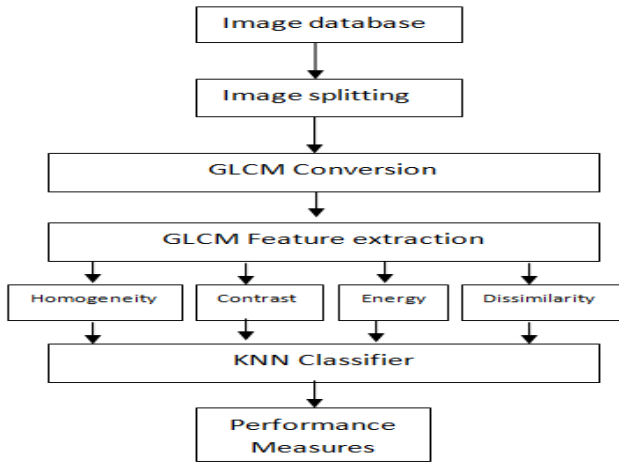 Image database
Image splitting
GLCM Conversion
GLCM Feature extraction
Homogeneity
Contrast
Energy
Dissimilarity
KNN Classifier
Performance
Measures